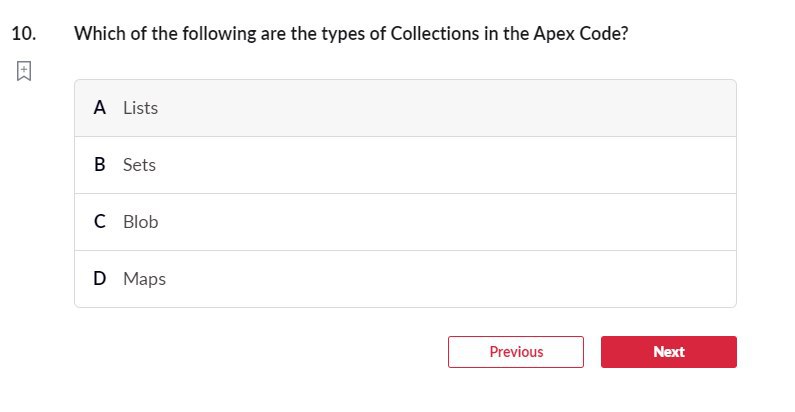 10. Which of the following are the types of Collections in the Apex Code?
A Lists
B Sets
C Blob
D Maps
Previous Next